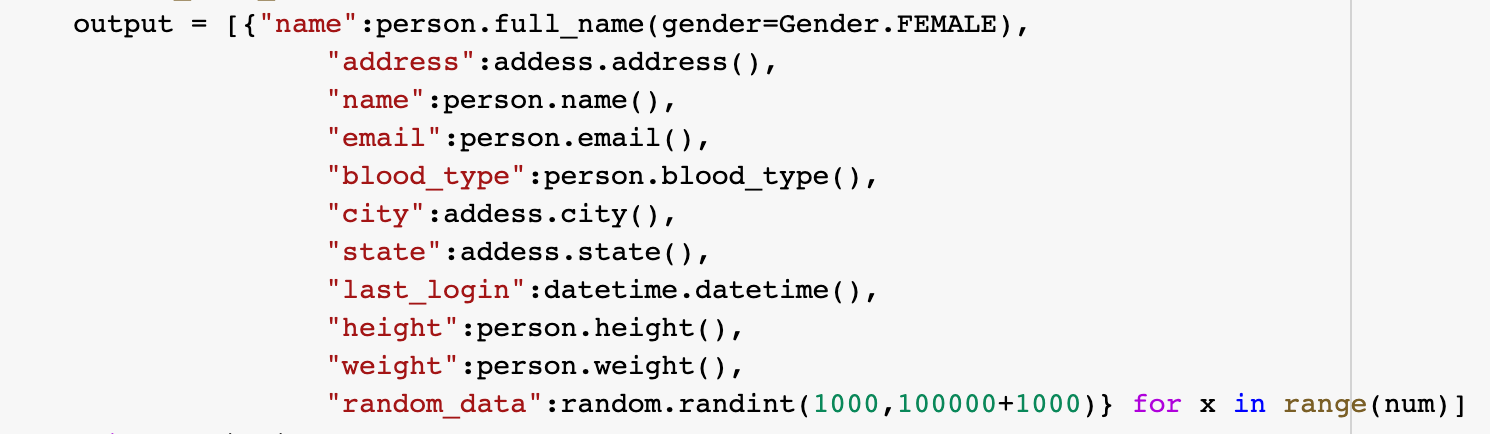 output = [{"name":person.full_name(gender=Gender.FEMALE),
"address":addess.address(),
"name":person.name(),
"email":person.email(),
"blood_type":person.blood_type(),
"city":addess.city(),
"state":addess.state(),
"last_login":datetime.datetime(),
"height":person.height(),
"weight":person.weight(),
"random_data":random.randint(1000,100000+1000)} for x in range(num)]